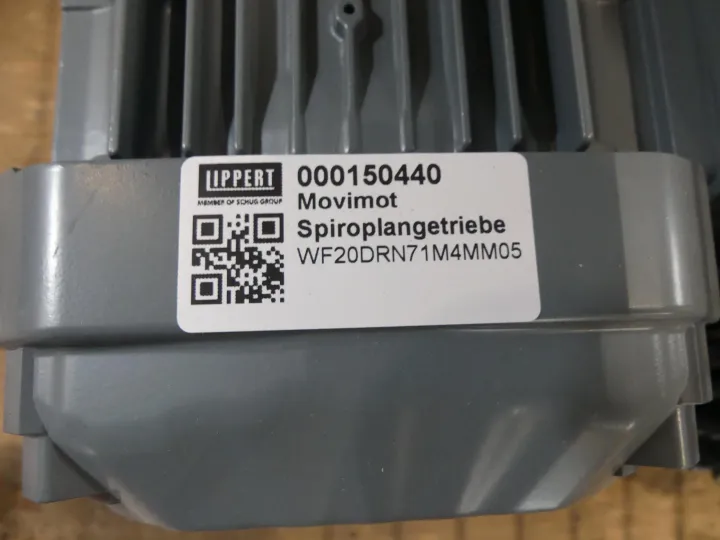 LIPPERT
MEMBER OF SCHUG GROUP
000150440
Movimot
Spiroplangetriebe
WF20DRN71M4MM05